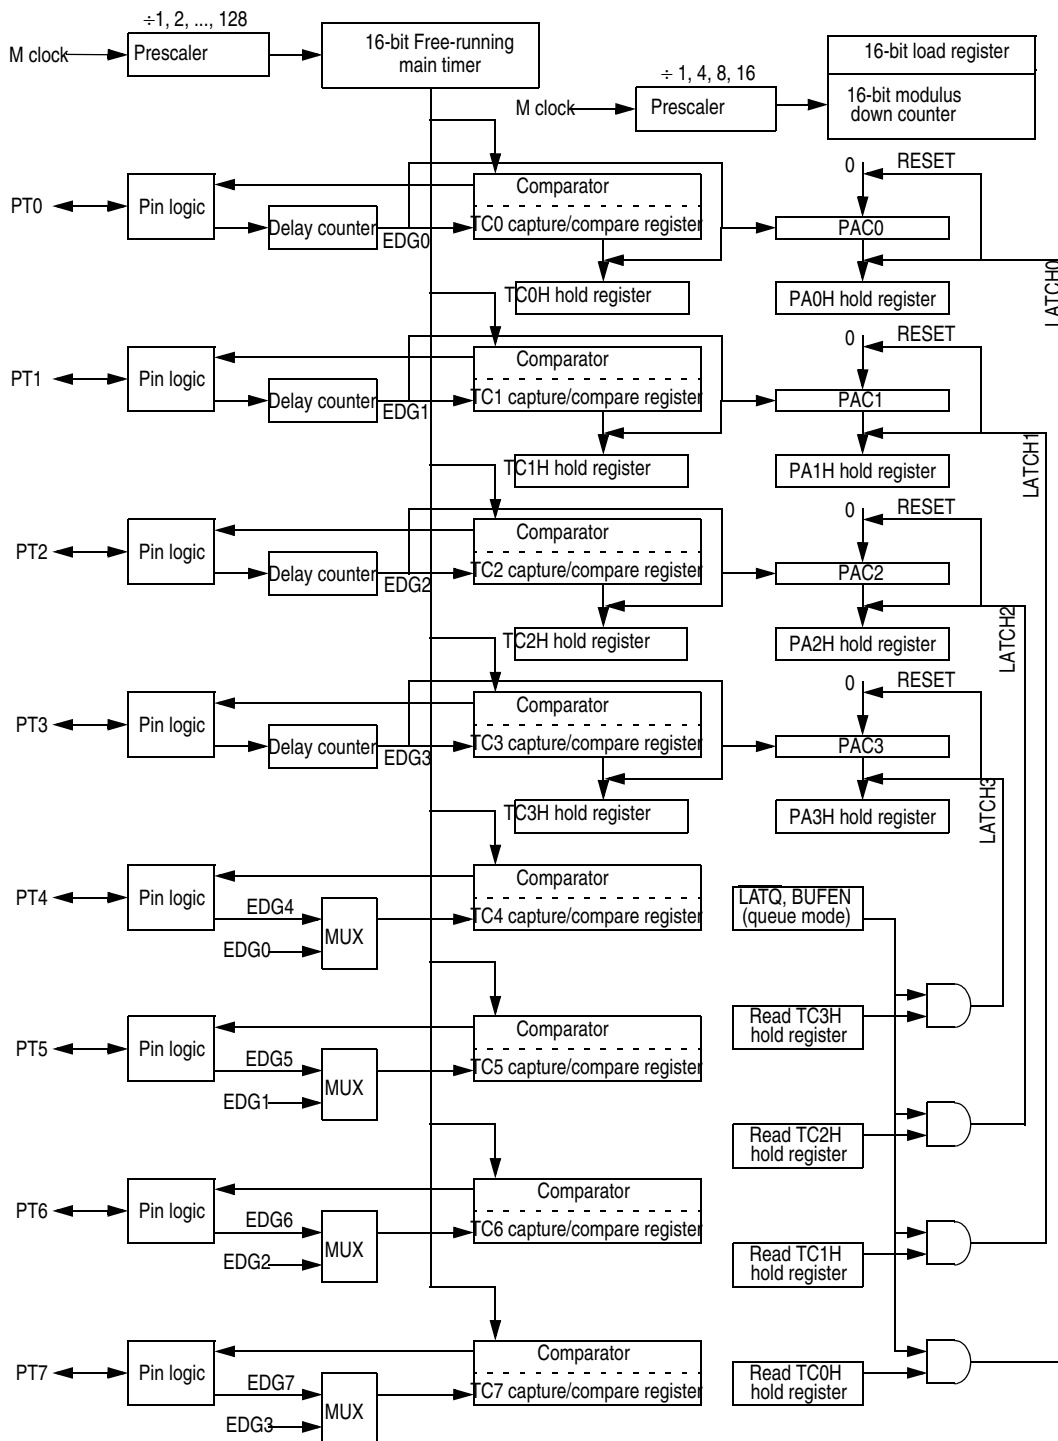 ÷1, 2, ..., 128
M clock
Prescaler
16-bit Free-running
main timer
÷ 1, 4, 8, 16
M clock
Prescaler
16-bit load register
16-bit modulus
down counter
PT0
Pin logic
Delay counter
EDG0
Comparator
TC0 capture/compare register
TC0H hold register
0
RESET
PAC0
PA0H hold register
LATCH0
PT1
Pin logic
Delay counter
EDG1
Comparator
TC1 capture/compare register
TC1H hold register
0
RESET
PAC1
PA1H hold register
LATCH1
PT2
Pin logic
Delay counter
EDG2
Comparator
TC2 capture/compare register
TC2H hold register
0
RESET
PAC2
PA2H hold register
LATCH2
PT3
Pin logic
Delay counter
EDG3
Comparator
TC3 capture/compare register
TC3H hold register
0
RESET
PAC3
PA3H hold register
LATCH3
PT4
Pin logic
EDG4
EDG0
MUX
Comparator
TC4 capture/compare register
LATQ, BUFEN
(queue mode)
PT5
Pin logic
EDG5
EDG1
MUX
Comparator
TC5 capture/compare register
Read TC3H
hold register
Read TC2H
hold register
PT6
Pin logic
EDG6
EDG2
MUX
Comparator
TC6 capture/compare register
Read TC1H
hold register
PT7
Pin logic
EDG7
EDG3
MUX
Comparator
TC7 capture/compare register
Read TC0H
hold register